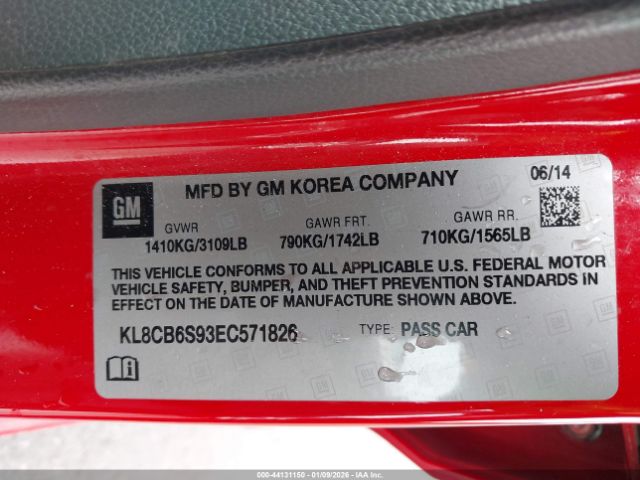 GM
MFD BY GM KOREA COMPANY
06/14
GVWR GAWR FRT. GAWR RR.
1410KG/3109LB 790KG/1742LB 710KG/1565LB
THIS VEHICLE CONFORMS TO ALL APPLICABLE U.S. FEDERAL MOTOR
VEHICLE SAFETY, BUMPER, AND THEFT PREVENTION STANDARDS IN
EFFECT ON THE DATE OF MANUFACTURE SHOWN ABOVE.
KL8CB6S93EC571826 TYPE: PASS CAR
000-44131150 | 01/09/2026 - IAAI.COM